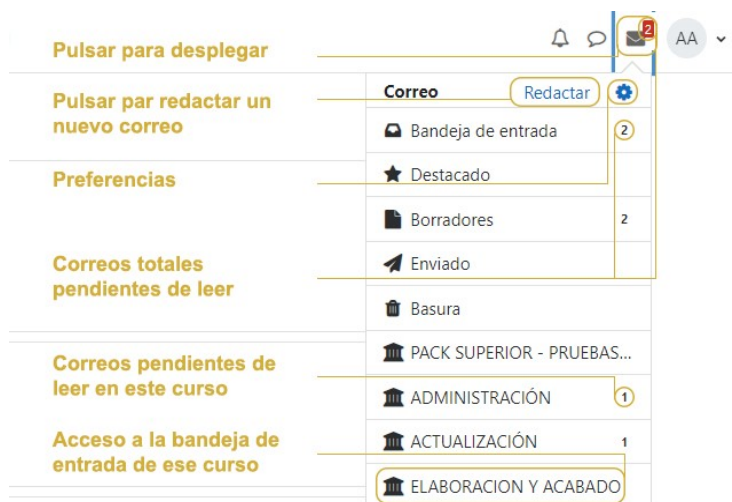 2
AA
Pulsar para desplegar
Correo
Redactar
Pulsar par redactar un
nuevo correo
Bandeja de entrada
2
Preferencias
Destacado
Borradores
2
Correos totales
pendientes de leer
Enviado
Basura
PACK SUPERIOR - PRUEBAS...
Correos pendientes de
leer en este curso
ADMINISTRACIÓN
1
Acceso a la bandeja de
entrada de ese curso
ACTUALIZACIÓN
1
ELABORACION Y ACABADO